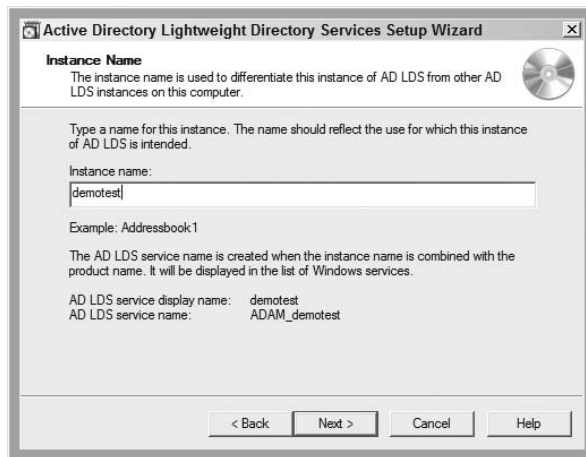 Active Directory Lightweight Directory Services Setup Wizard
Instance Name
The instance name is used to differentiate this instance of AD LDS from other AD
LDS instances on this computer.
Type a name for this instance. The name should reflect the use for which this instance
of AD LDS is intended.
Instance name:
demotest
Example: Addressbook1
The AD LDS service name is created when the instance name is combined with the
product name. It will be displayed in the list of Windows services.
AD LDS service display name: demotest
AD LDS service name: ADAM_demotest
< Back Next > Cancel Help